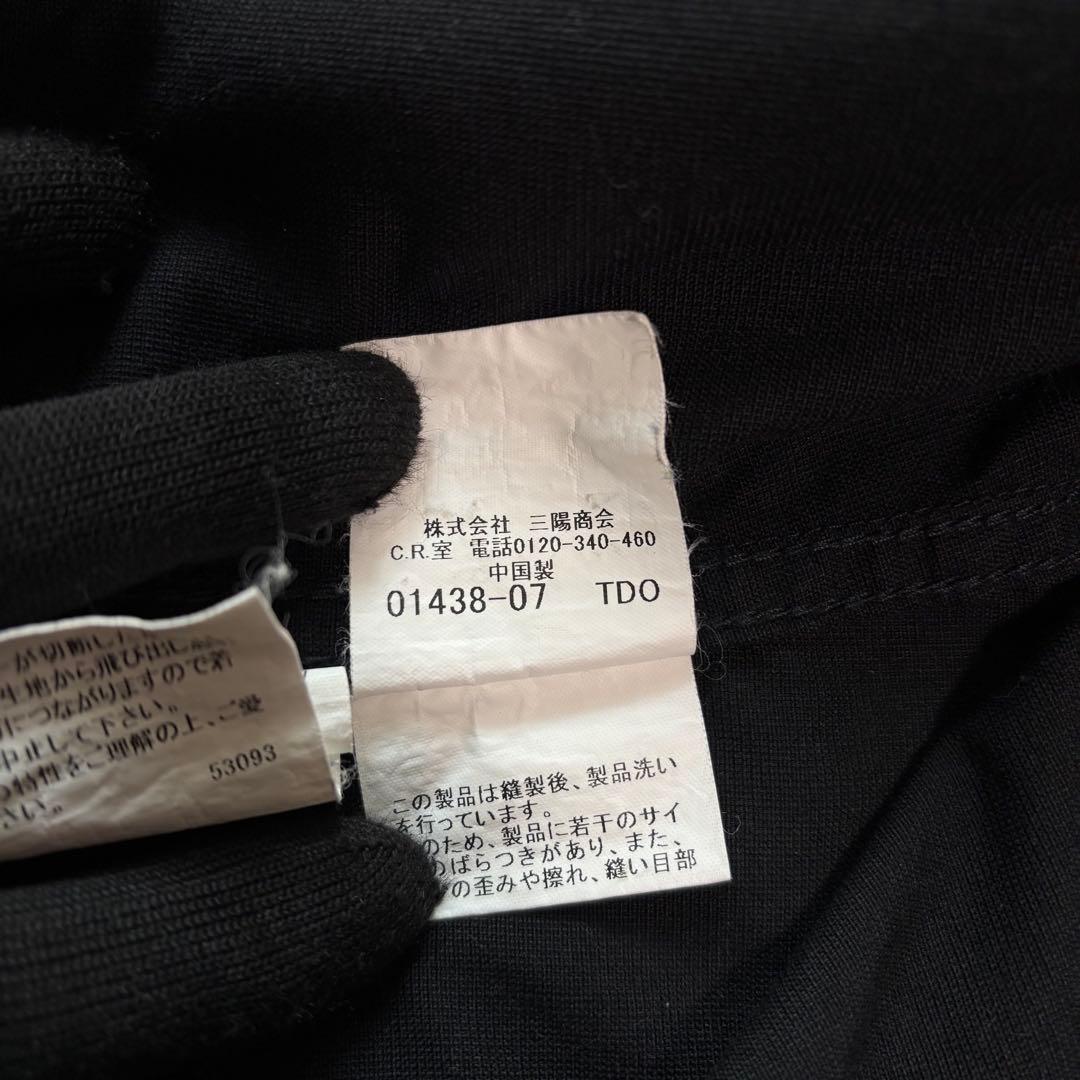 株式会社 三陽商会
C.R.室 電話0120-340-460
中国製
01438-07 TDO
この製品は縫製後、製品洗い
を行っています。
のため、製品に若干のサイ
のばらつきがあり、また、
の歪みや擦れ、縫い目部
が切断した
生地から飛び出し
につながりますので着
中止して下さい。
の特性をご理解の上、ご愛
さい。
53093